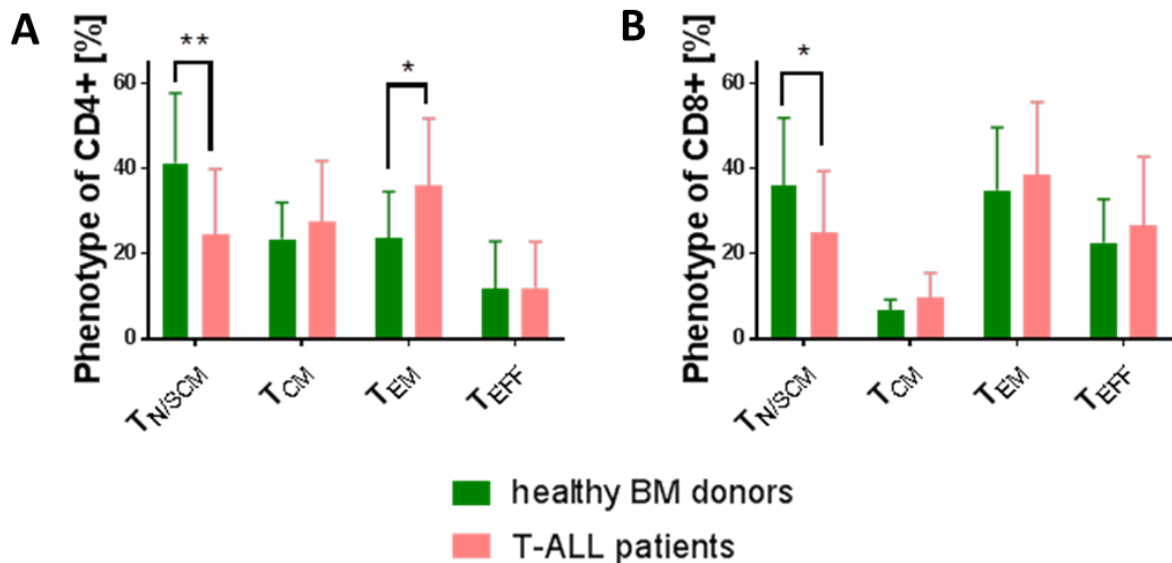 A
Phenotype of CD4+ [%]
60
40
20
0
**
*
TN/SCM
TCM
TEM
TEFF
B
Phenotype of CD8+ [%]
60
40
20
0
*
TN/SCM
TCM
TEM
TEFF
healthy BM donors
T-ALL patients